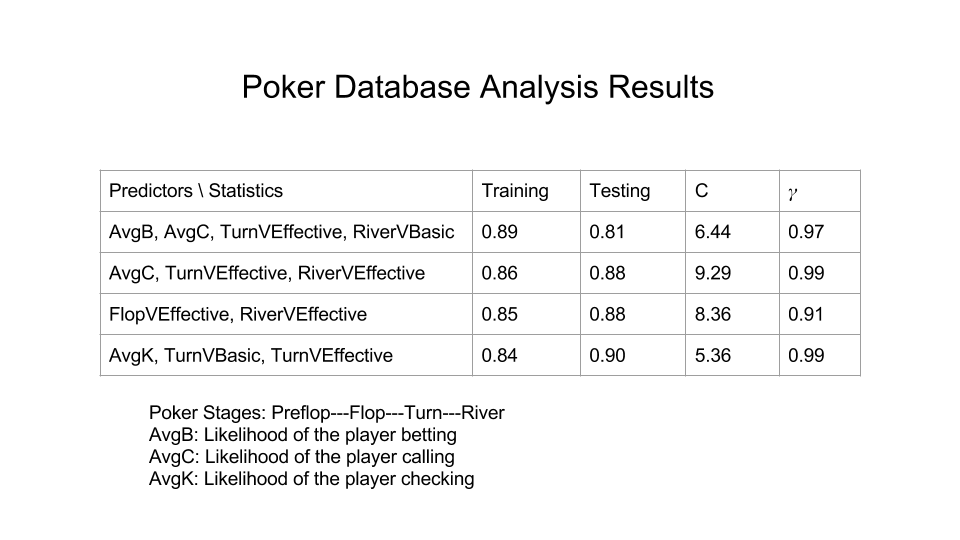 Poker Database Analysis Results
Predictors \ Statistics Training Testing C γ
AvgB, AvgC, TurnVEffective, RiverVBasic 0.89 0.81 6.44 0.97
AvgC, TurnVEffective, RiverVEffective 0.86 0.88 9.29 0.99
FlopVEffective, RiverVEffective 0.85 0.88 8.36 0.91
AvgK, TurnVBasic, TurnVEffective 0.84 0.90 5.36 0.99
Poker Stages: Preflop---Flop---Turn---River
AvgB: Likelihood of the player betting
AvgC: Likelihood of the player calling
AvgK: Likelihood of the player checking